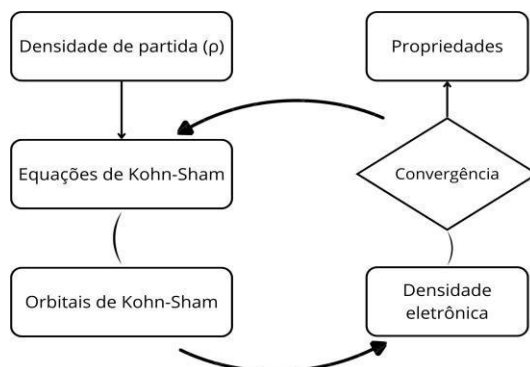 Densidade de partida (ρ)
Propriedades
Equações de Kohn-Sham
Convergência
Orbitais de Kohn-Sham
Densidade
eletrônica